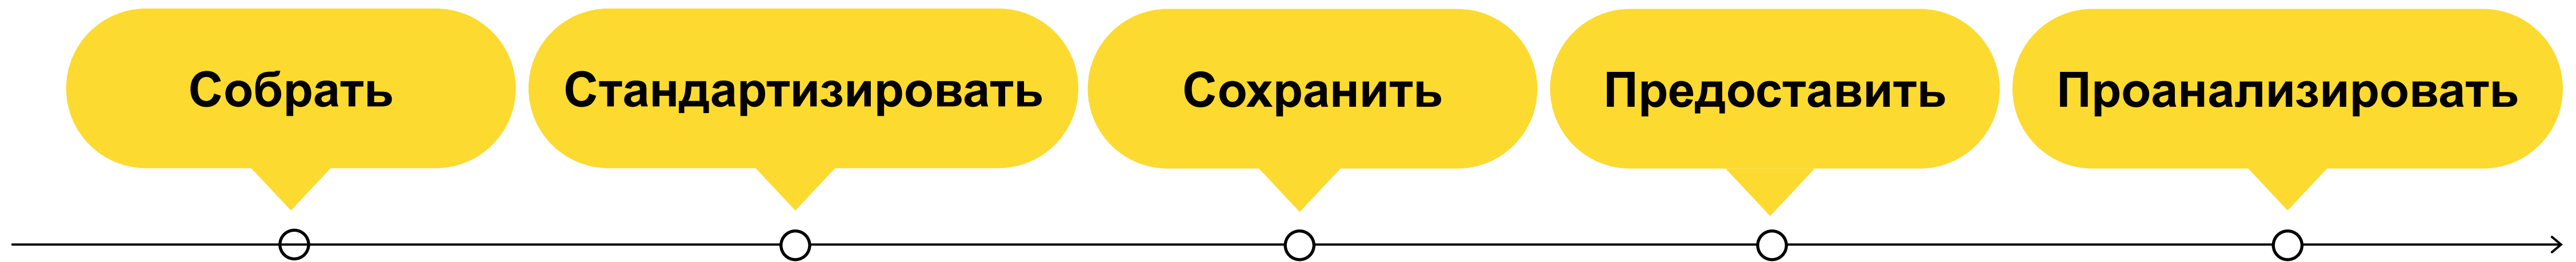 Собрать
Стандартизировать
Сохранить
Предоставить
Проанализировать